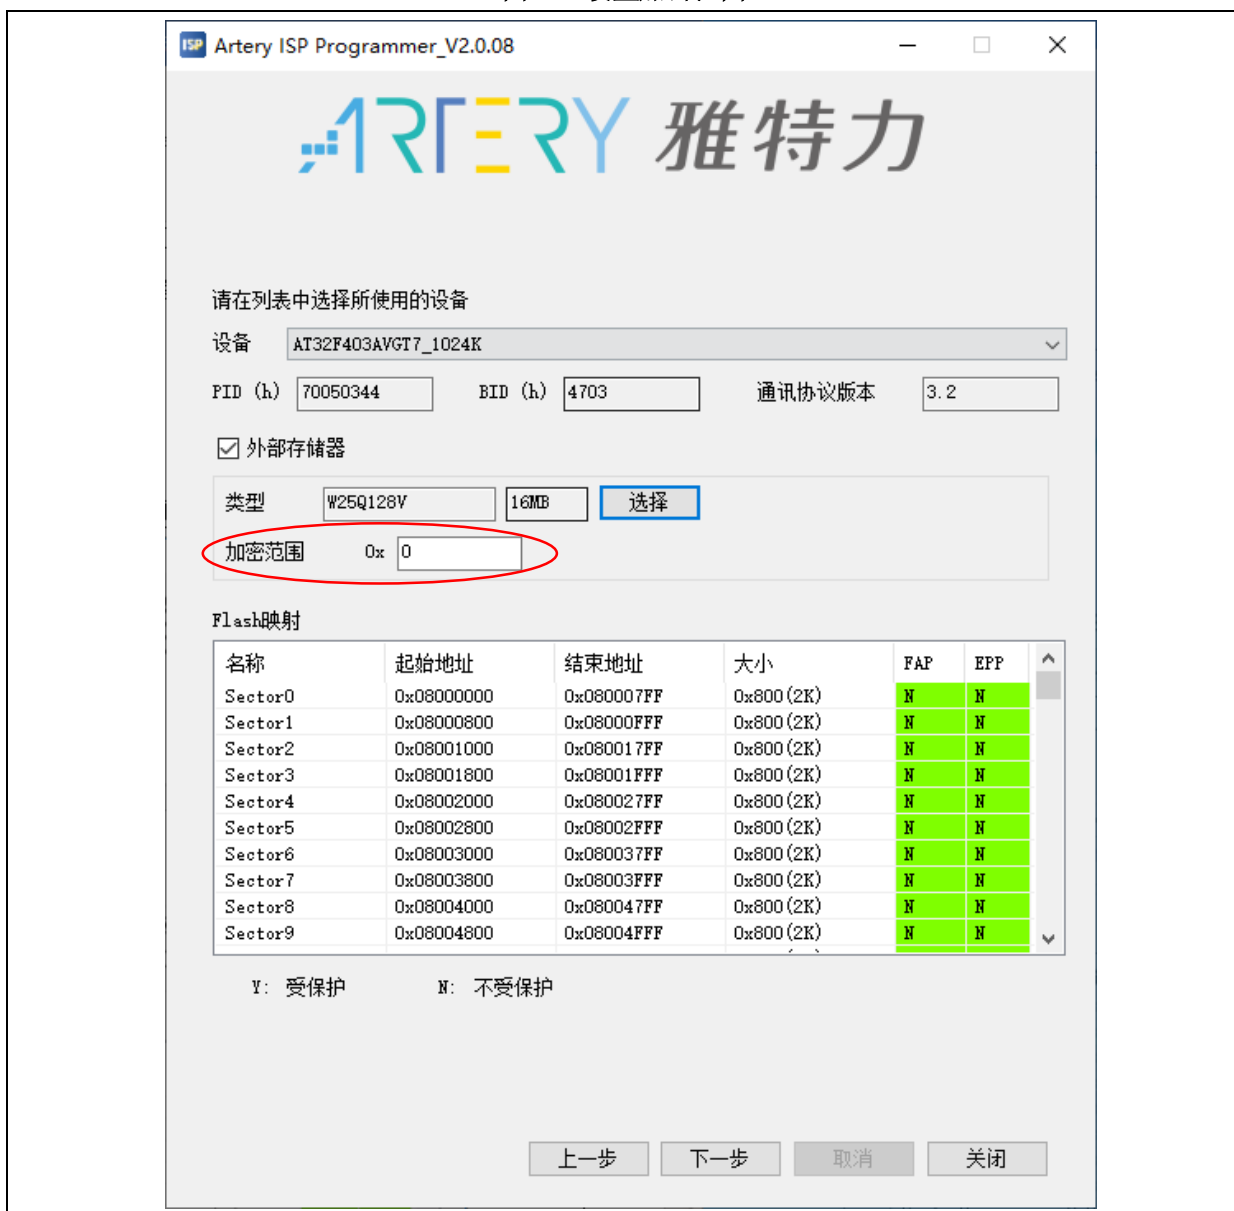 Artery ISP Programmer_V2.0.08
ARTERY 雅特力
请在列表中选择所使用的设备
设备 AT32F403AVGT7_1024K
PID (h) 70050344 BID (h) 4703 通讯协议版本 3.2
外部存储器
类型 W25Q128V 16MB 选择
加密范围 0x 0
Flash映射
名称 起始地址 结束地址 大小 FAP EPP
Sector0 0x08000000 0x080007FF 0x800(2K) N N
Sector1 0x08000800 0x08000FFF 0x800(2K) N N
Sector2 0x08001000 0x080017FF 0x800(2K) N N
Sector3 0x08001800 0x08001FFF 0x800(2K) N N
Sector4 0x08002000 0x080027FF 0x800(2K) N N
Sector5 0x08002800 0x08002FFF 0x800(2K) N N
Sector6 0x08003000 0x080037FF 0x800(2K) N N
Sector7 0x08003800 0x08003FFF 0x800(2K) N N
Sector8 0x08004000 0x080047FF 0x800(2K) N N
Sector9 0x08004800 0x08004FFF 0x800(2K) N N
Y: 受保护 N: 不受保护
上一步 下一步 取消 关闭